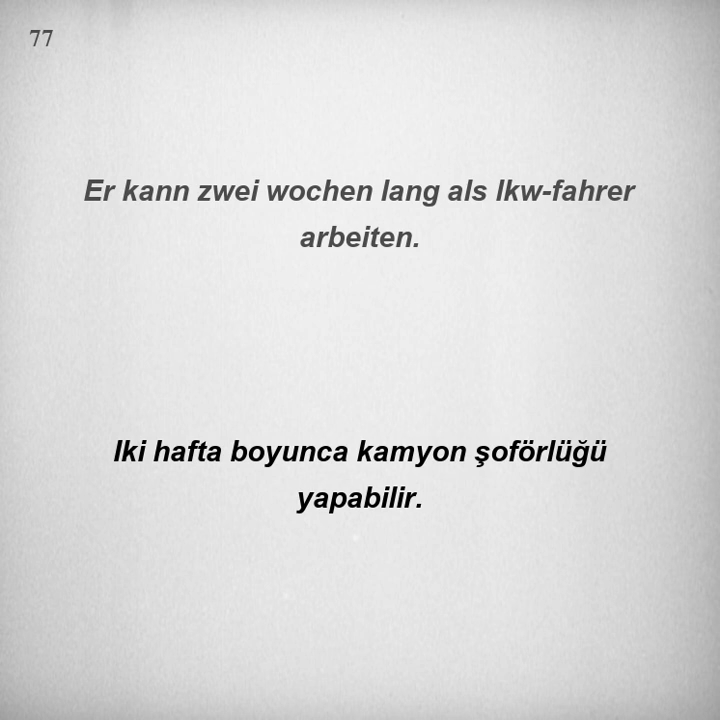 77
Er kann zwei wochen lang als lkw-fahrer
arbeiten.
Iki hafta boyunca kamyon şoförlüğü
yapabilir.